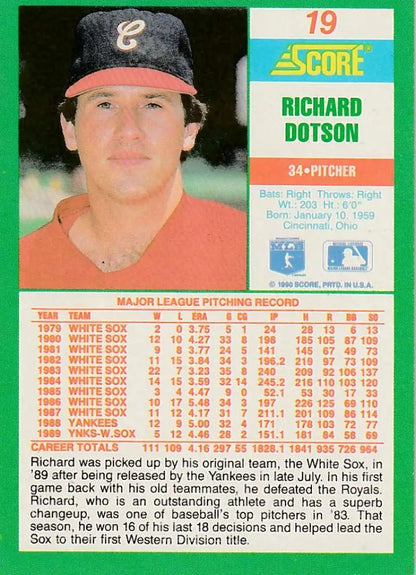 C
19
SCORE
RICHARD
DOTSON
34•PITCHER
Bats: Right Throws: Right
Wt.: 203 Ht.: 6'0"
Born: January 10, 1959
Cincinnati, Ohio
© 1990 SCORE, PRTD. IN U.S.A.
MAJOR LEAGUE PITCHING RECORD
YEAR TEAM W L ERA G CG IP H R BB SO
1979 WHITE SOX 2 0 3.75 5 1 24 28 13 6 13
1980 WHITE SOX 12 10 4.27 33 8 198 185 105 87 109
1981 WHITE SOX 9 8 3.77 24 5 141 145 67 49 73
1982 WHITE SOX 11 15 3.84 34 3 196.2 219 97 73 109
1983 WHITE SOX 22 7 3.23 35 8 240 209 92 106 137
1984 WHITE SOX 14 15 3.59 32 14 245.2 216 110 103 120
1985 WHITE SOX 3 4 4.47 9 0 52.1 53 30 17 33
1986 WHITE SOX 10 17 5.48 34 3 197 226 125 69 110
1987 WHITE SOX 11 12 4.17 31 7 211.1 201 109 86 114
1988 YANKEES 12 9 5.00 32 4 171 178 103 72 77
1989 YNKS-W.SOX 5 12 4.46 28 2 151.1 181 84 58 69
CAREER TOTALS 111 109 4.16 297 55 1828.1 1841 935 726 964
Richard was picked up by his original team, the White Sox, in
'89 after being released by the Yankees in late July. In his first
game back with his old teammates, he defeated the Royals.
Richard, who is an outstanding athlete and has a superb
changeup, was one of baseball's top pitchers in '83. That
season, he won 16 of his last 18 decisions and helped lead the
Sox to their first Western Division title.